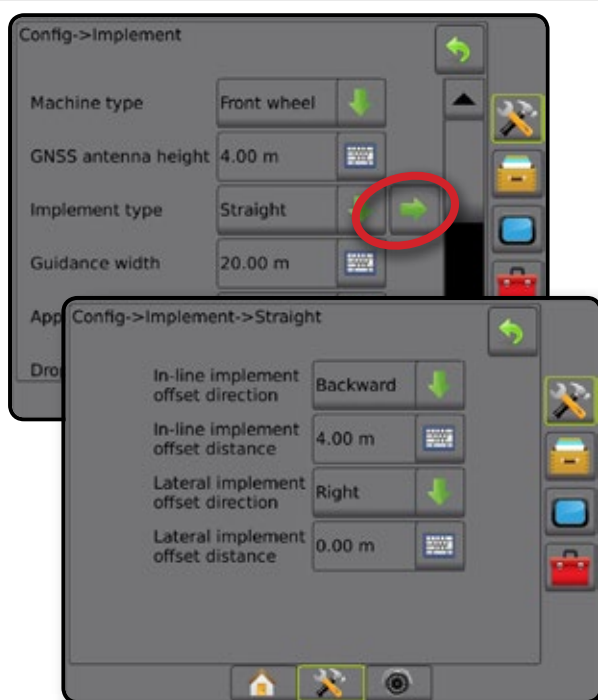 Config->Implement
Machine type
Front wheel
GNSS antenna height
4.00 m
Implement type
Straight
Guidance width
20.00 m
App
Dro
Config->Implement->Straight
In-line implement
offset direction
Backward
In-line implement
offset distance
4.00 m
Lateral implement
offset direction
Right
Lateral implement
offset distance
0.00 m